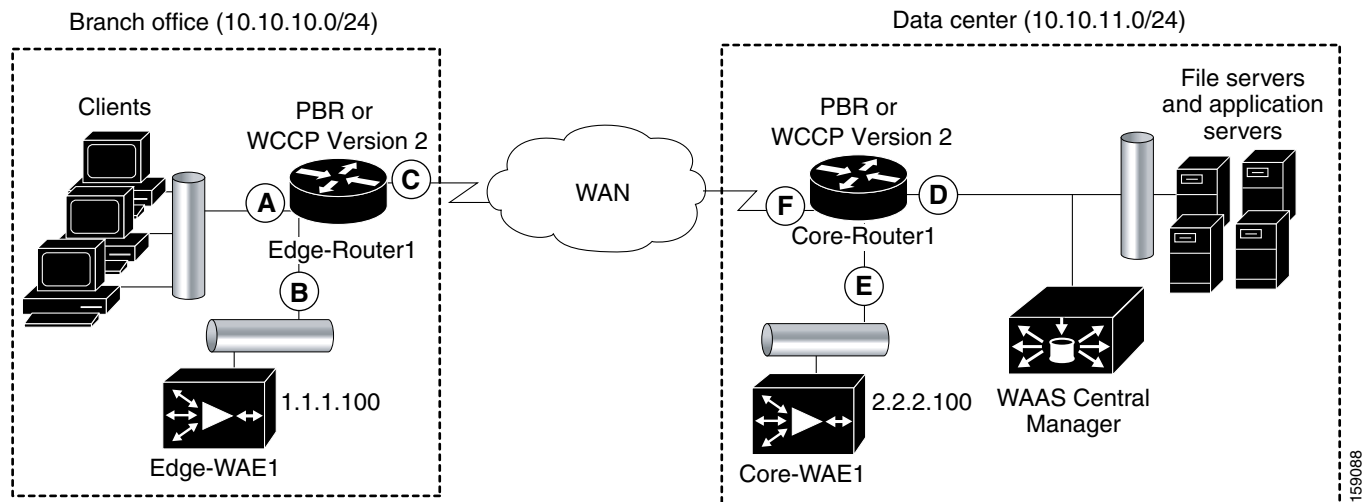 Branch office (10.10.10.0/24)
Data center (10.10.11.0/24)
Clients
PBR or
WCCP Version 2
A
C
Edge-Router1
B
1.1.1.100
Edge-WAE1
WAN
PBR or
WCCP Version 2
F
D
Core-Router1
E
2.2.2.100
Core-WAE1
File servers
and application
servers
WAAS Central
Manager
159088